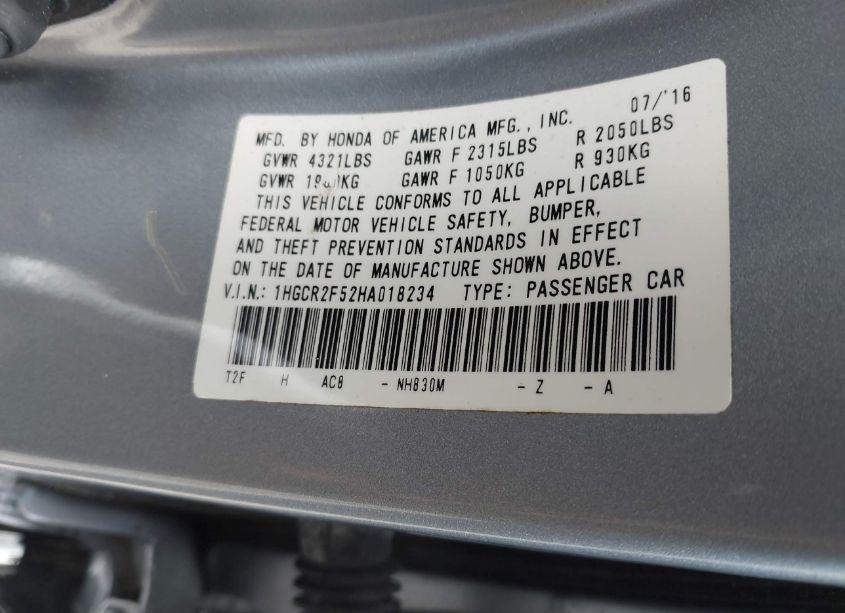 07/'16
MFD. BY HONDA OF AMERICA MFG., INC.
GVWR 4321LBS GAWR F 2315LBS R 2050LBS
GVWR GAWR F 1050KG R 930KG
THIS VEHICLE CONFORMS TO ALL APPLICABLE
FEDERAL MOTOR VEHICLE SAFETY, BUMPER,
AND THEFT PREVENTION STANDARDS IN EFFECT
ON THE DATE OF MANUFACTURE SHOWN ABOVE.
V.I.N.: 1HGCR2F52HA018234 TYPE: PASSENGER CAR
T2F H AC8 - NH830M - Z - A